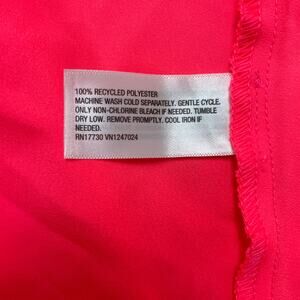 100% RECYCLED POLYESTER
MACHINE WASH COLD SEPARATELY. GENTLE CYCLE.
ONLY NON-CHLORINE BLEACH IF NEEDED. TUMBLE
DRY LOW. REMOVE PROMPTLY. COOL IRON IF
NEEDED.
RN17730 VN1247024